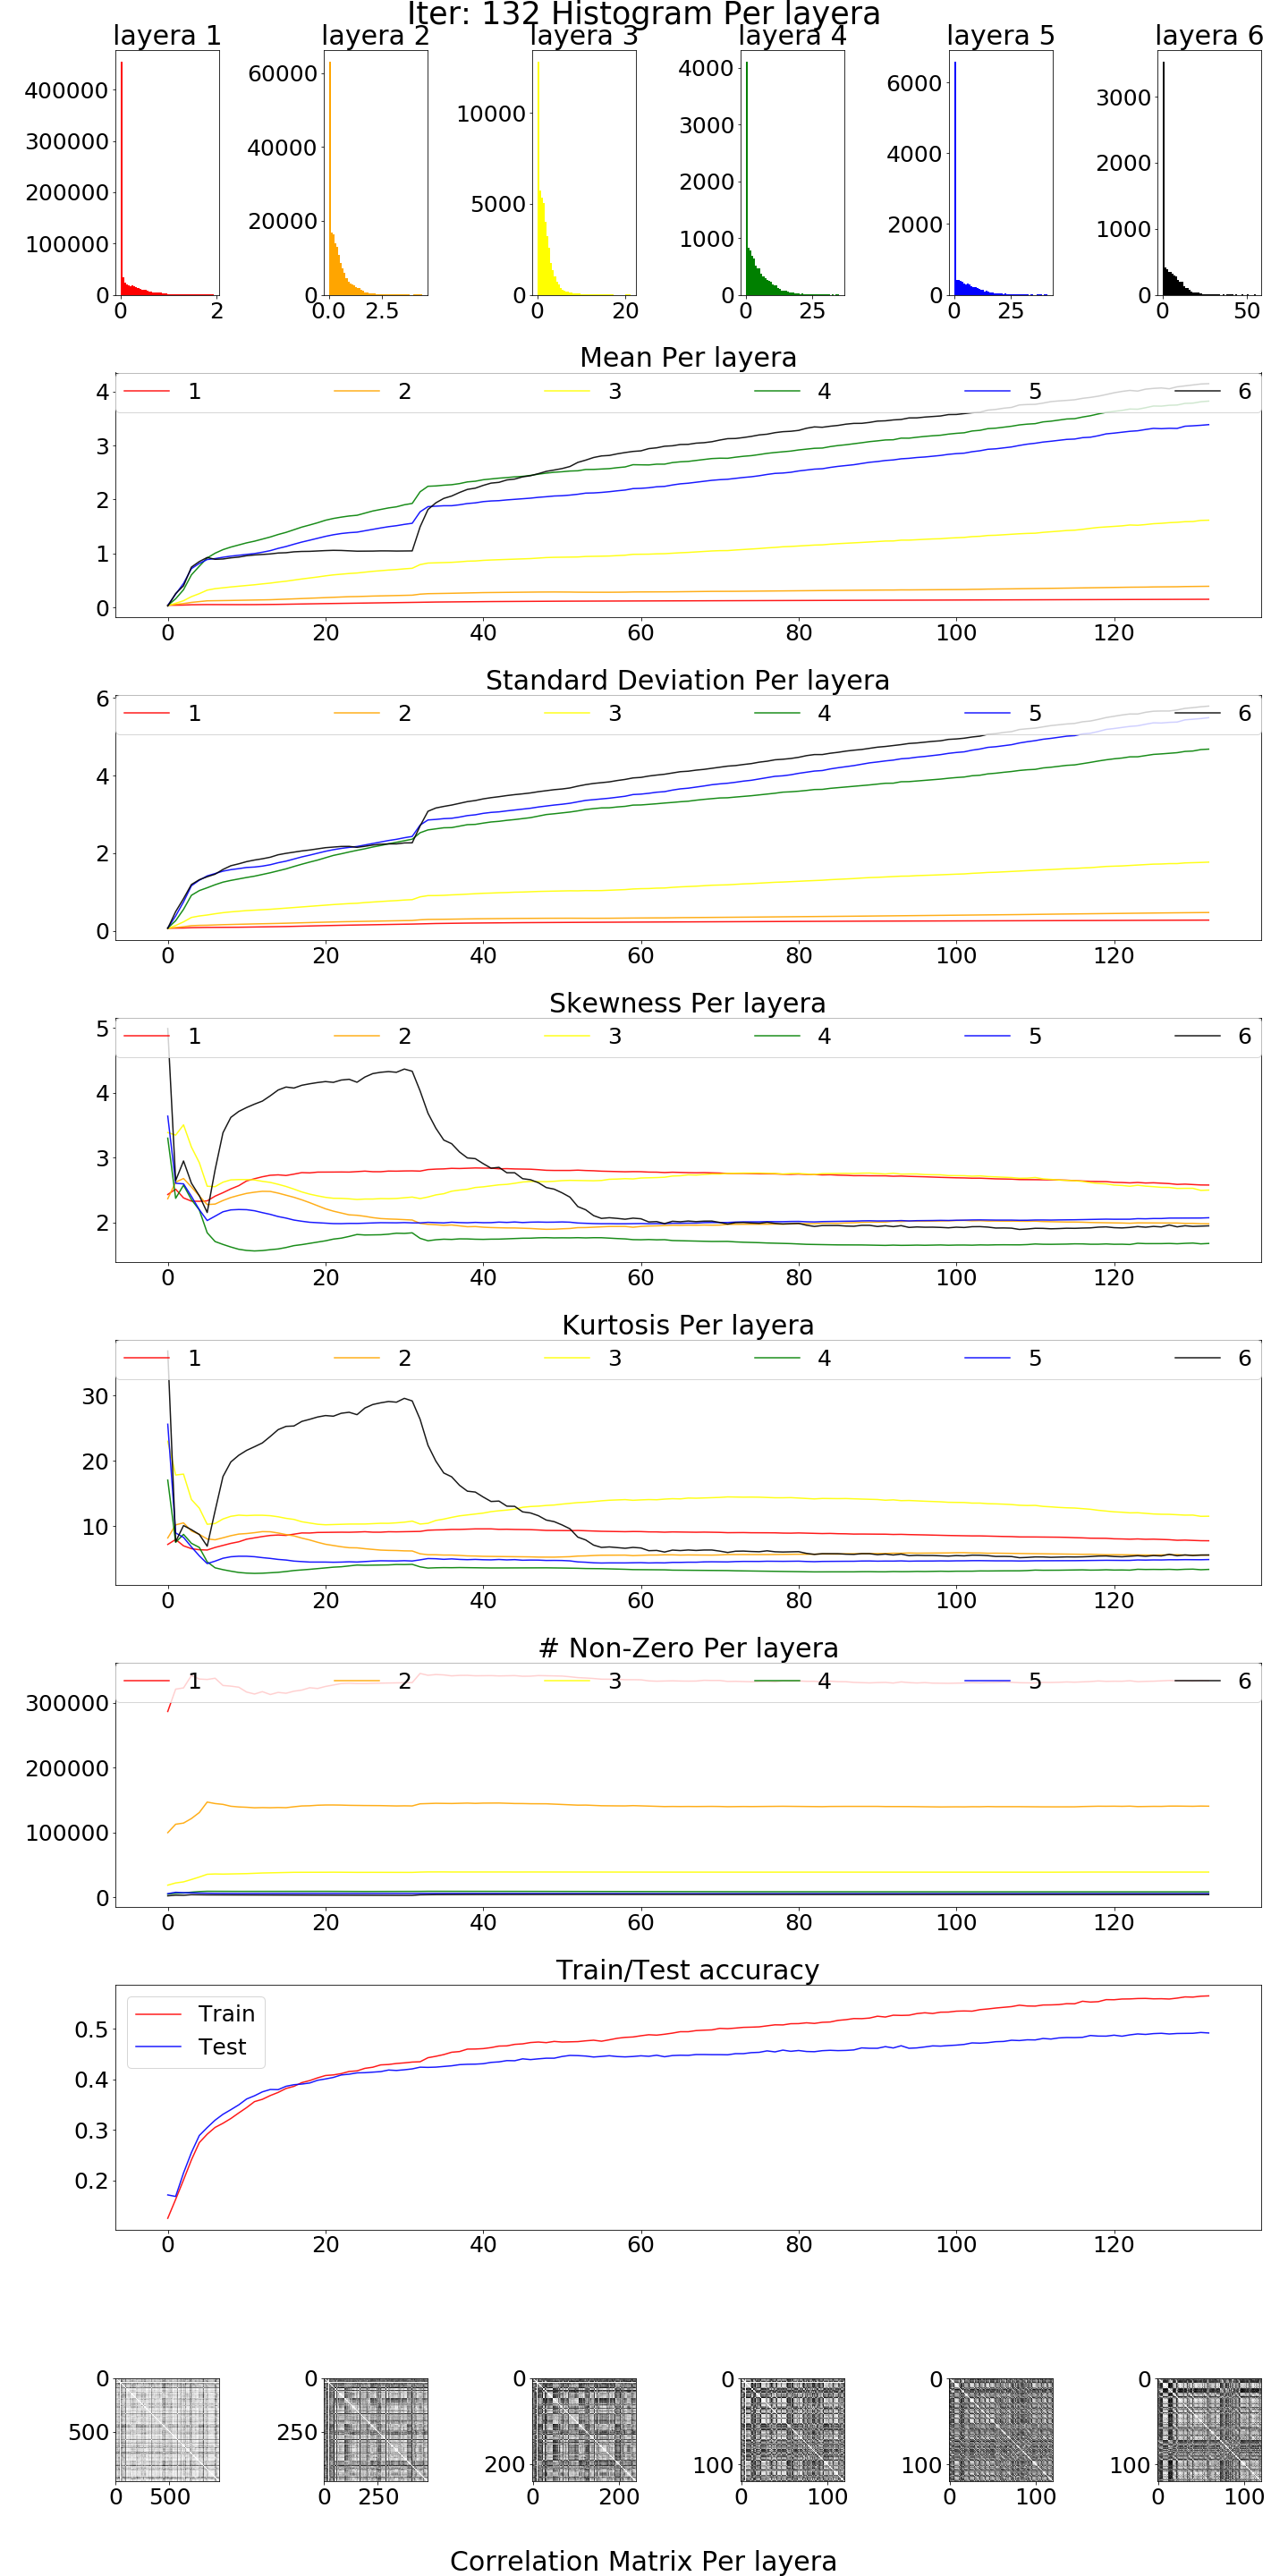 Iter: 132 Histogram Per layera
layera 1 layera 2 layera 3 layera 4 layera 5 layera 6
400000 60000 10000 4000 6000 3000
300000 40000 5000 3000 4000 2000
200000 20000 0 2000 2000 1000
100000 0 1000 0 0
0 0
0 2 0.0 2.5 0 20 0 25 0 25 0 50
Mean Per layera
1 2 3 4 5 6
4
3
2
1
0
0 20 40 60 80 100 120
Standard Deviation Per layera
1 2 3 4 5 6
6
4
2
0
0 20 40 60 80 100 120
Skewness Per layera
1 2 3 4 5 6
5
4
3
2
0 20 40 60 80 100 120
Kurtosis Per layera
1 2 3 4 5 6
30
20
10
0 20 40 60 80 100 120
# Non-Zero Per layera
1 2 3 4 5 6
300000
200000
100000
0
0 20 40 60 80 100 120
Train/Test accuracy
Train
Test
0.5
0.4
0.3
0.2
0 20 40 60 80 100 120
0 0 0 0 0 0
500 250 200 100 100 100
0 500 0 250 0 200 0 100 0 100 0 100
Correlation Matrix Per layera